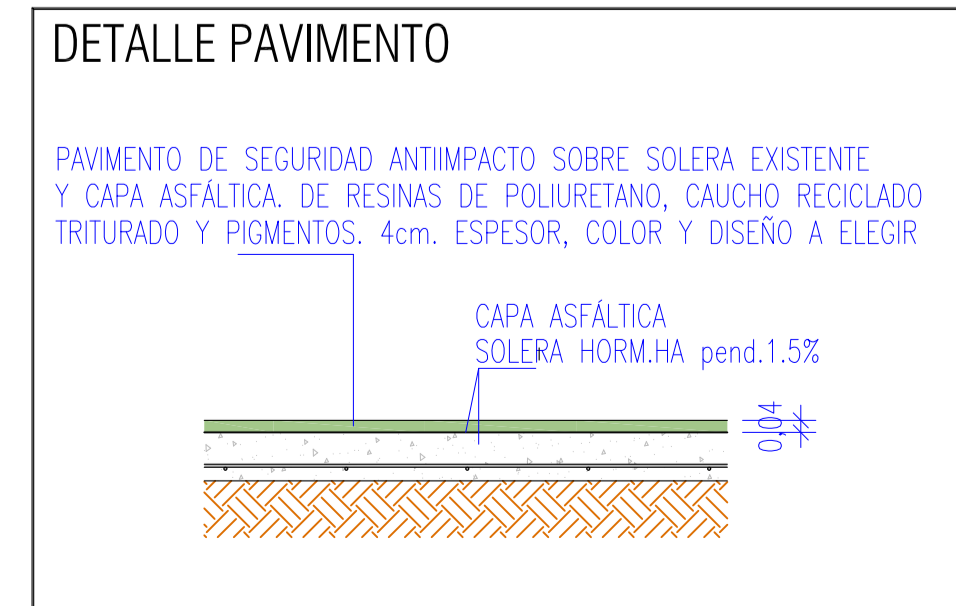 DETALLE PAVIMENTO
PAVIMENTO DE SEGURIDAD ANTIIMPACTO SOBRE SOLERA EXISTENTE
Y CAPA ASFÁLTICA. DE RESINAS DE POLIURETANO, CAUCHO RECICLADO
TRITURADO Y PIGMENTOS. 4cm. ESPESOR, COLOR Y DISEÑO A ELEGIR
CAPA ASFÁLTICA
SOLERA HORM.HA pend.1.5%
0,04